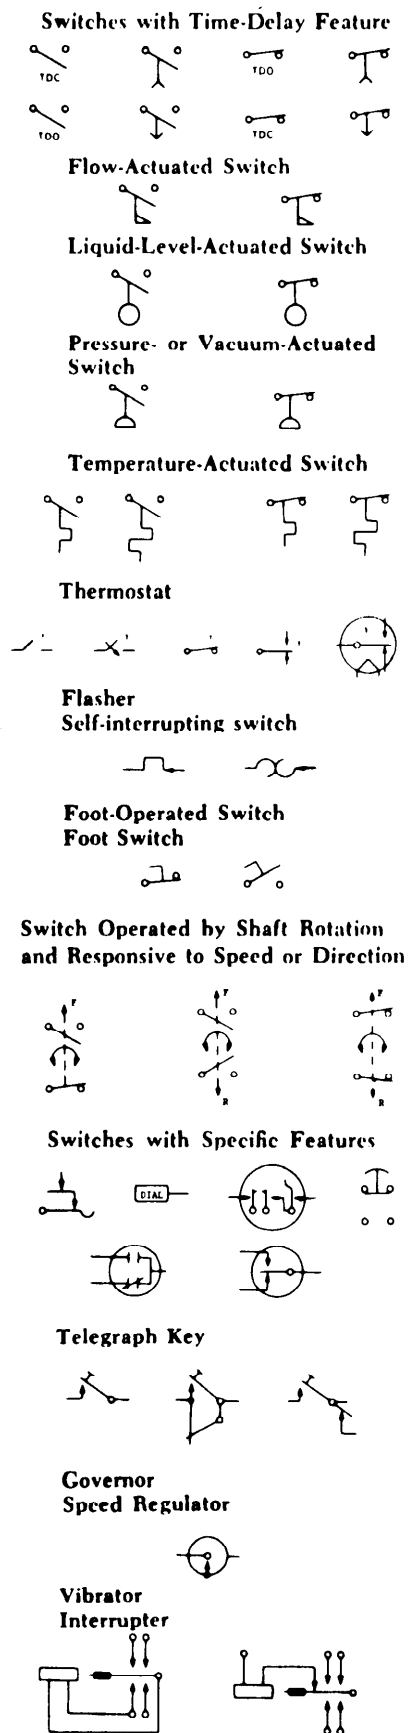 Switches with Time-Delay Feature
TDC TDO
TDO TDC
Flow-Actuated Switch
Liquid-Level-Actuated Switch
Pressure- or Vacuum-Actuated
Switch
Temperature-Actuated Switch
Thermostat
Flasher
Self-interrupting switch
Foot-Operated Switch
Foot Switch
Switch Operated by Shaft Rotation
and Responsive to Speed or Direction
F F F
R R
Switches with Specific Features
DIAL
Telegraph Key
Governor
Speed Regulator
Vibrator
Interrupter